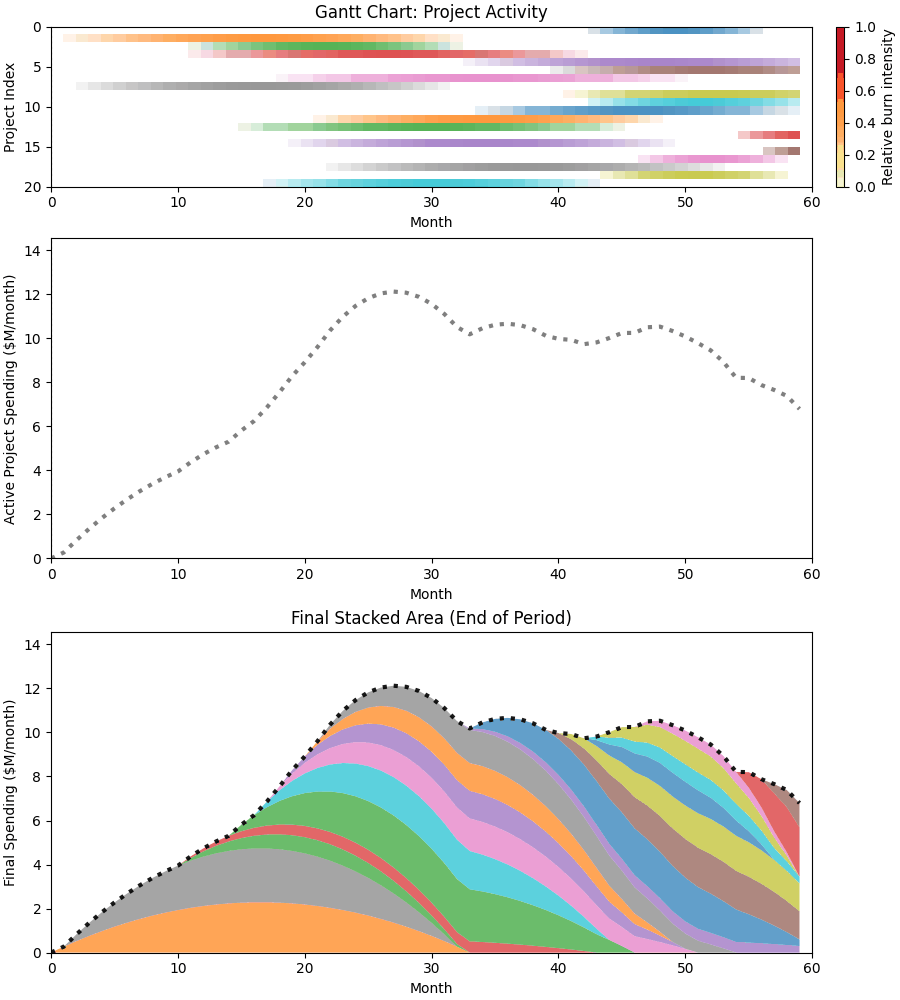 Gantt Chart: Project Activity
Project Index
0
5
10
15
20
0 10 20 30 40 50 60
Month
1.0
0.8
0.6
0.4
0.2
0.0
Relative burn intensity
Active Project Spending ($M/month)
14
12
10
8
6
4
2
0
0 10 20 30 40 50 60
Month
Final Stacked Area (End of Period)
Final Spending ($M/month)
14
12
10
8
6
4
2
0
0 10 20 30 40 50 60
Month